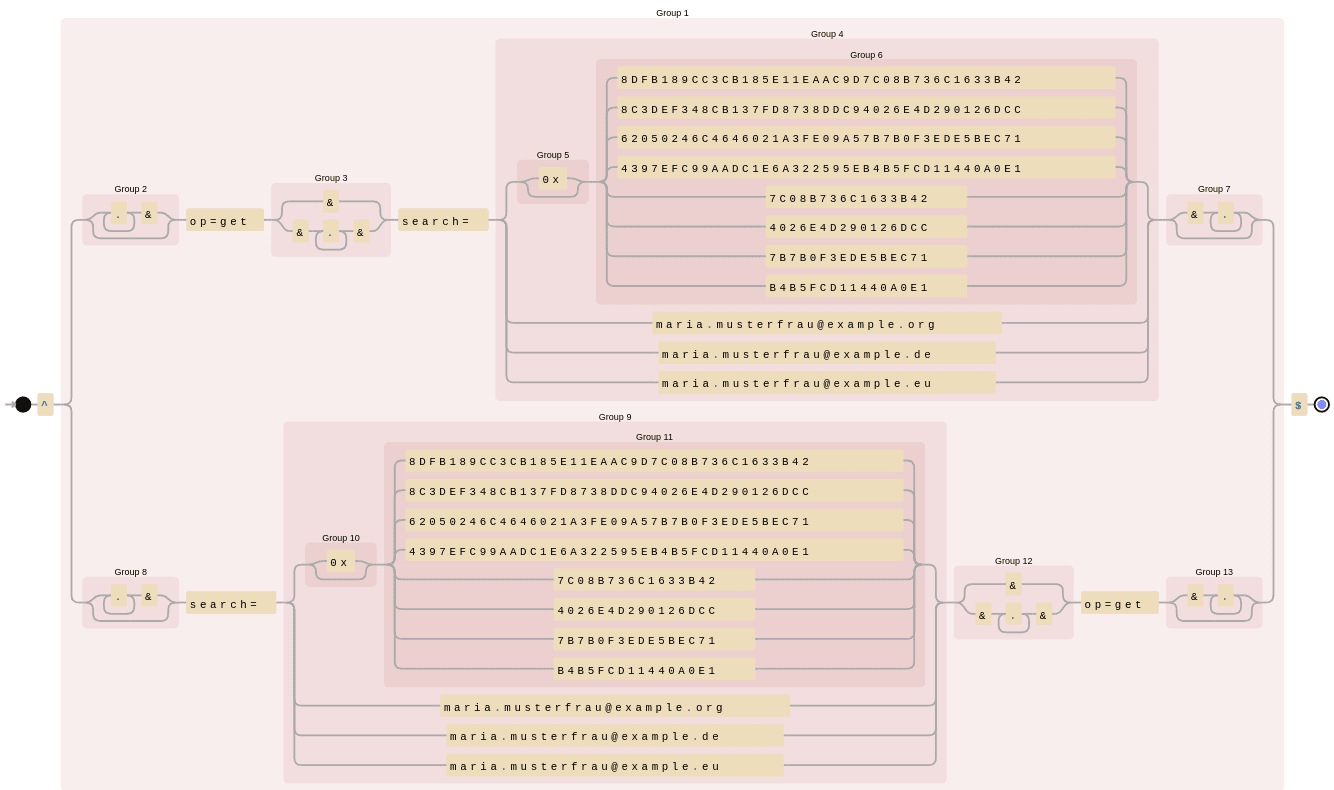 Group 1
Group 4
Group 6
8DFB189CC3CB185E11EAAC9D7C08B736C1633B42
8C3DEF348CB137FD8738DDC94026E4D290126DCC
62050246C4646021A3FE09A57B7B0F3EDE5BEC71
Group 5
4397EFC99AADC1E6A322595EB4B5FCD11440A0E1
0x
Group 3
Group 2
Group 7
7C08B736C1633B42
&
. &
op=get
search=
& .
4026E4D290126DCC
& . &
7B7B0F3EDE5BEC71
B4B5FCD11440A0E1
maria.musterfrau@example.org
maria.musterfrau@example.de
maria.musterfrau@example.eu
^
$
Group 9
Group 11
8DFB189CC3CB185E11EAAC9D7C08B736C1633B42
8C3DEF348CB137FD8738DDC94026E4D290126DCC
62050246C4646021A3FE09A57B7B0F3EDE5BEC71
Group 10
4397EFC99AADC1E6A322595EB4B5FCD11440A0E1
0x
Group 12
Group 8
Group 13
7C08B736C1633B42
&
. &
search=
op=get
& .
4026E4D290126DCC
& . &
7B7B0F3EDE5BEC71
B4B5FCD11440A0E1
maria.musterfrau@example.org
maria.musterfrau@example.de
maria.musterfrau@example.eu